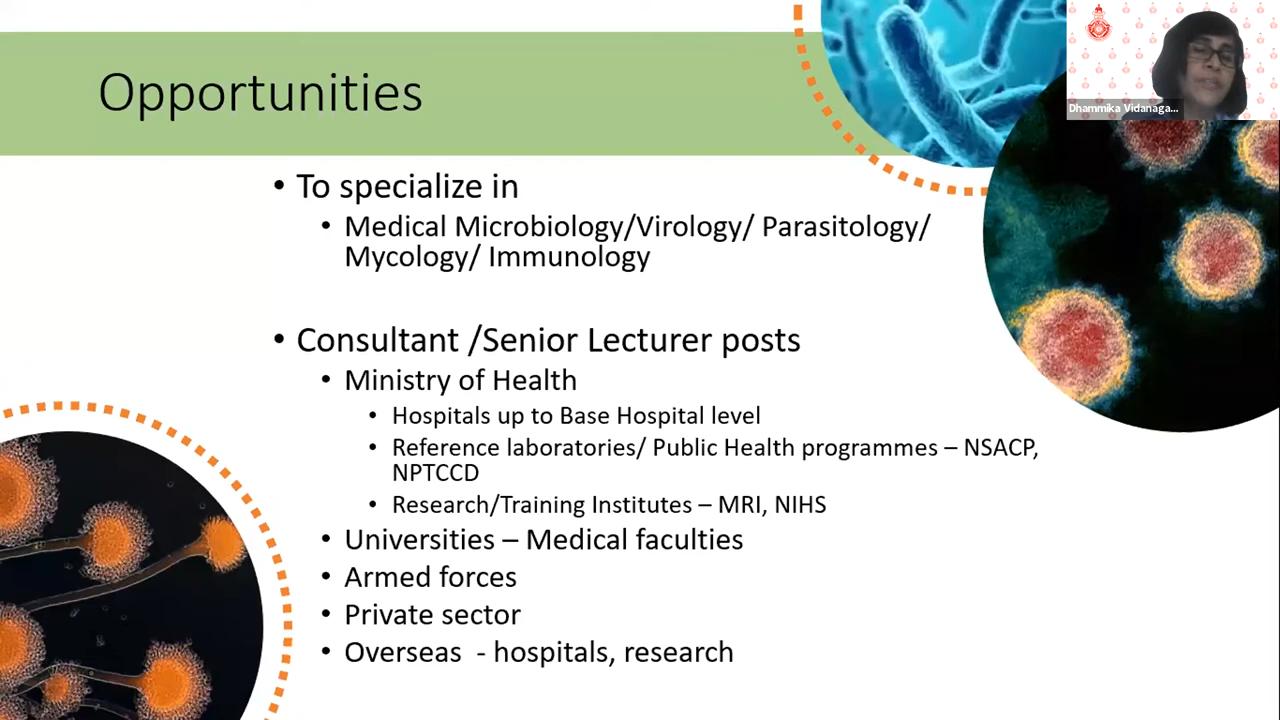 Opportunities
Dhammika Vidanaga...
• To specialize in
• Medical Microbiology/Virology/ Parasitology/
Mycology/ Immunology
• Consultant /Senior Lecturer posts
• Ministry of Health
• Hospitals up to Base Hospital level
• Reference laboratories/ Public Health programmes – NSACP,
NPTCCD
• Research/Training Institutes – MRI, NIHS
• Universities – Medical faculties
• Armed forces
• Private sector
• Overseas - hospitals, research